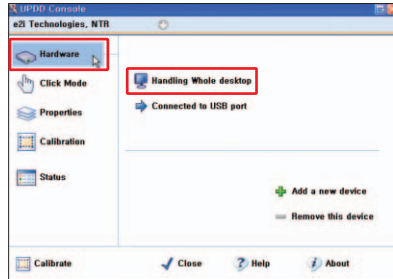 UPDD Console
e2i Technologies, NTR
Hardware
Click Mode
Properties
Calibration
Status
Handling Whole desktop
Connected to USB port
Add a new device
Remove this device
Calibrate
Close
Help
About